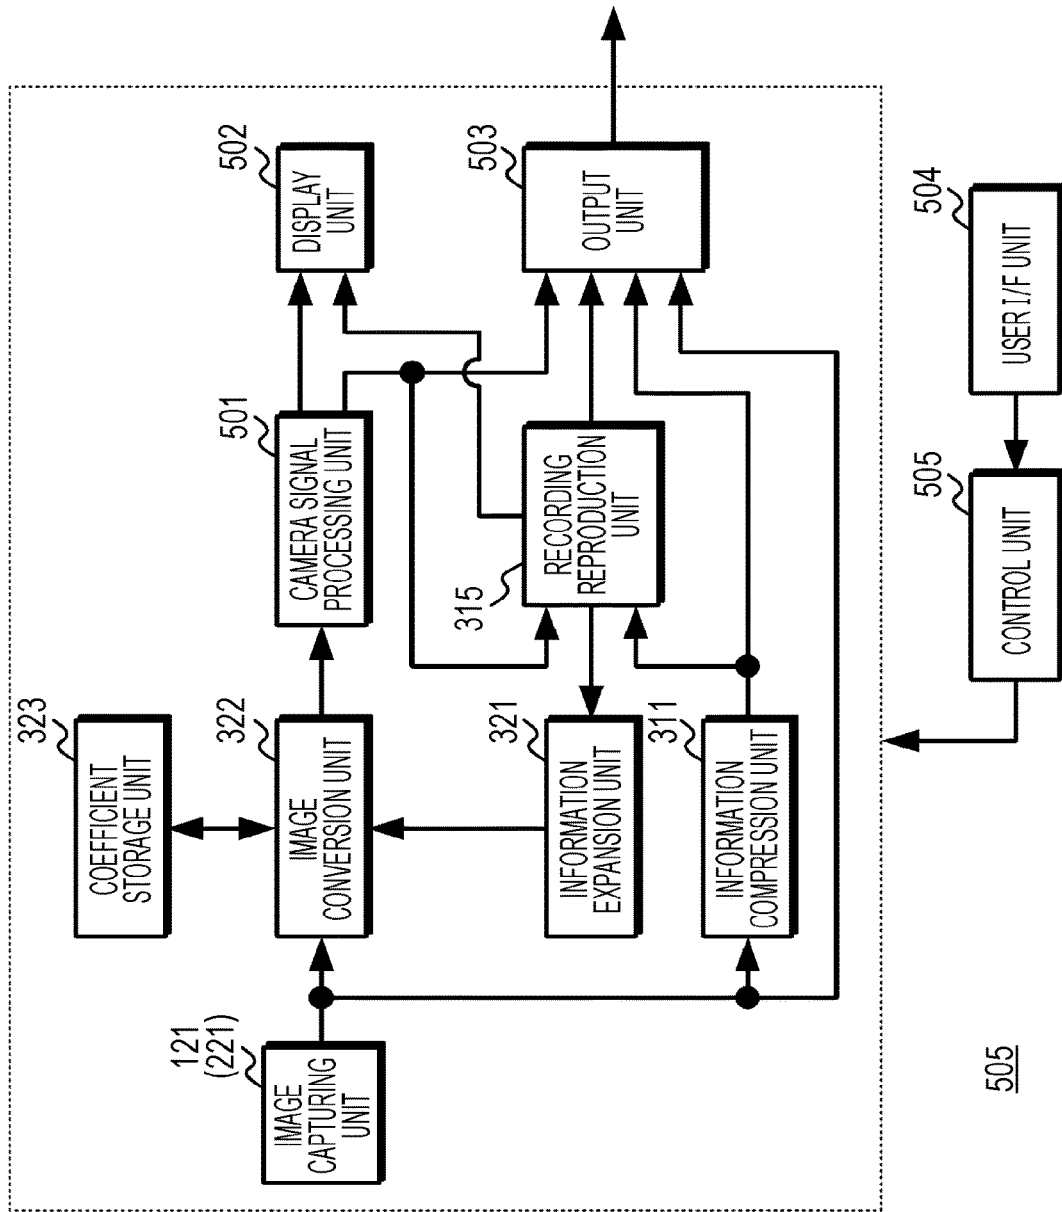 323
COEFFICIENT
STORAGE UNIT
121
(221)
IMAGE
CAPTURING
UNIT
322
IMAGE
CONVERSION UNIT
501
CAMERA SIGNAL
PROCESSING UNIT
502
DISPLAY
UNIT
321
INFORMATION
EXPANSION UNIT
315
RECORDING
REPRODUCTION
UNIT
503
OUTPUT
UNIT
311
INFORMATION
COMPRESSION UNIT
505
CONTROL UNIT
504
USER I/F UNIT
505